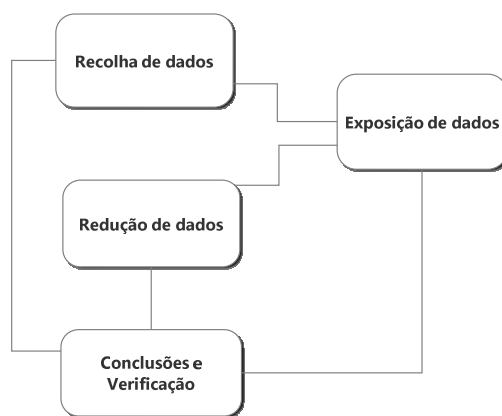 Recolha de dados
Exposição de dados
Redução de dados
Conclusões e
Verificação